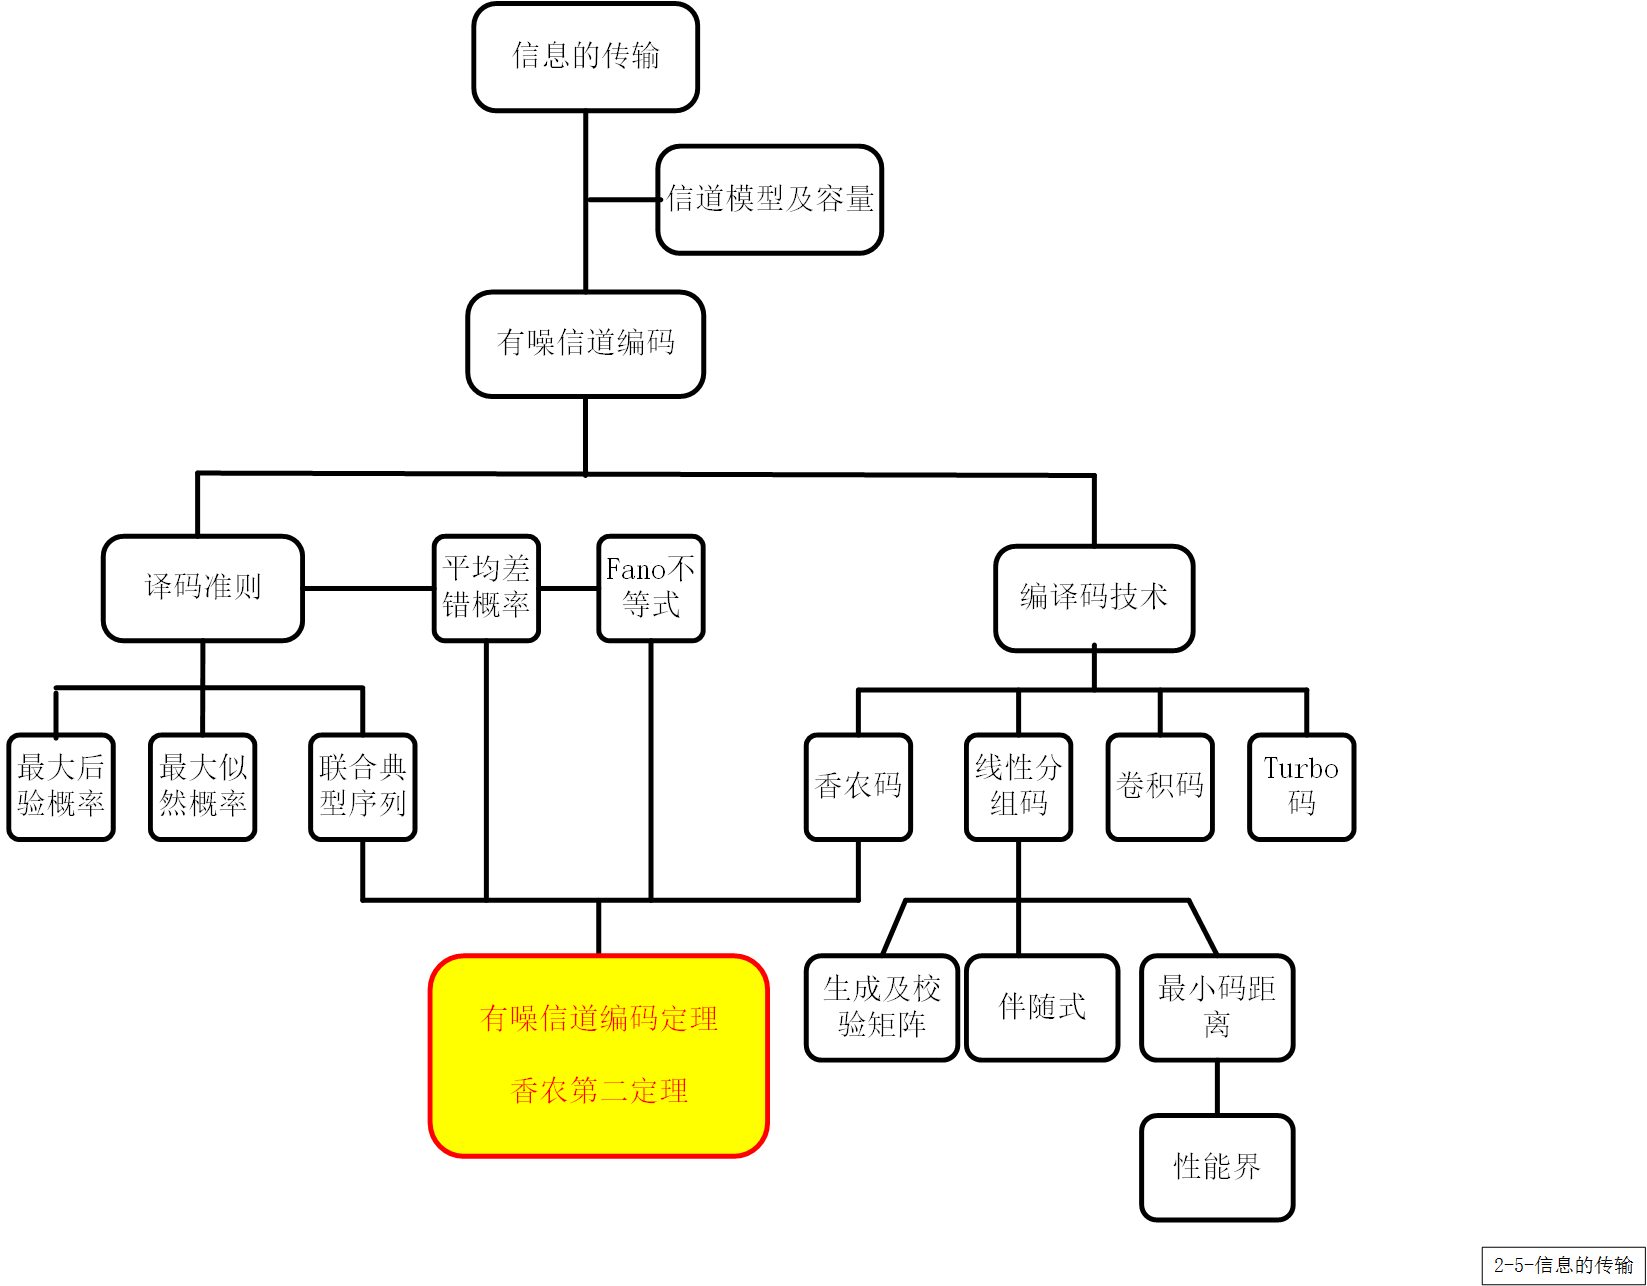 信息的传输
信道模型及容量
有噪信道编码
译码准则
平均差
错概率
Fano不
等式
编译码技术
最大后
验概率
最大似
然概率
联合典
型序列
香农码
线性分
组码
卷积码
Turbo
码
有噪信道编码定理
香农第二定理
生成及校
验矩阵
伴随式
最小码距
离
性能界
2-5-信息的传输